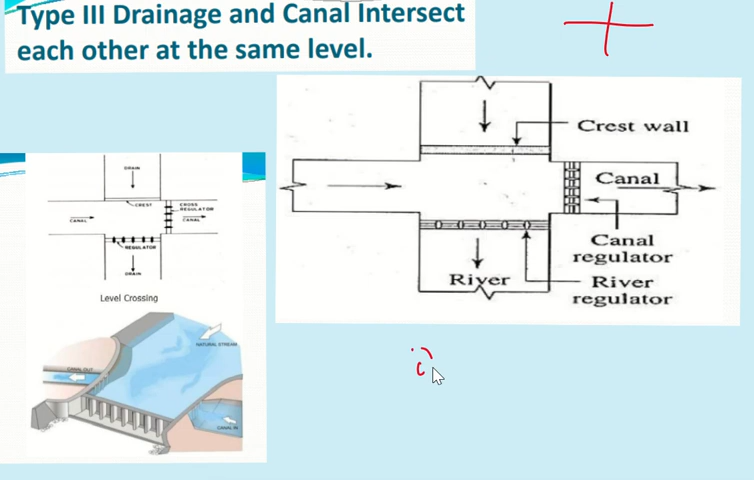 Type III Drainage and Canal Intersect
each other at the same level.
Crest wall
Canal
Canal
regulator
River
River
regulator
DRAIN
CREST
CROSS
REGULATOR
CANAL
CANAL
REGULATOR
DRAIN
Level Crossing
NATURAL STREAM
CANAL OUT
CANAL IN
i)